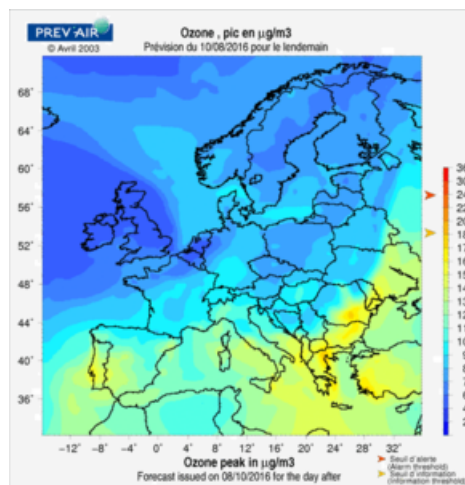 PREV'AIR
© Avril 2003
Ozone , pic en µg/m3
Prévision du 10/08/2016 pour le lendemain
68°
64°
60°
56°
52°
48°
44°
40°
36°
−12° −8° −4° 0° 4° 8° 12° 16° 20° 24° 28° 32°
Ozone peak in µg/m3
Forecast issued on 08/10/2016 for the day after
Seuil d'alerte
(Alarm threshold)
Seuil d'information
(Information threshold